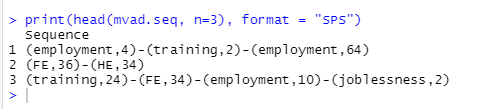 > print(head(mvad.seq, n=3), format = "SPS")
Sequence
1 (employment,4)-(training,2)-(employment,64)
2 (FE,36)-(HE,34)
3 (training,24)-(FE,34)-(employment,10)-(joblessness,2)
>